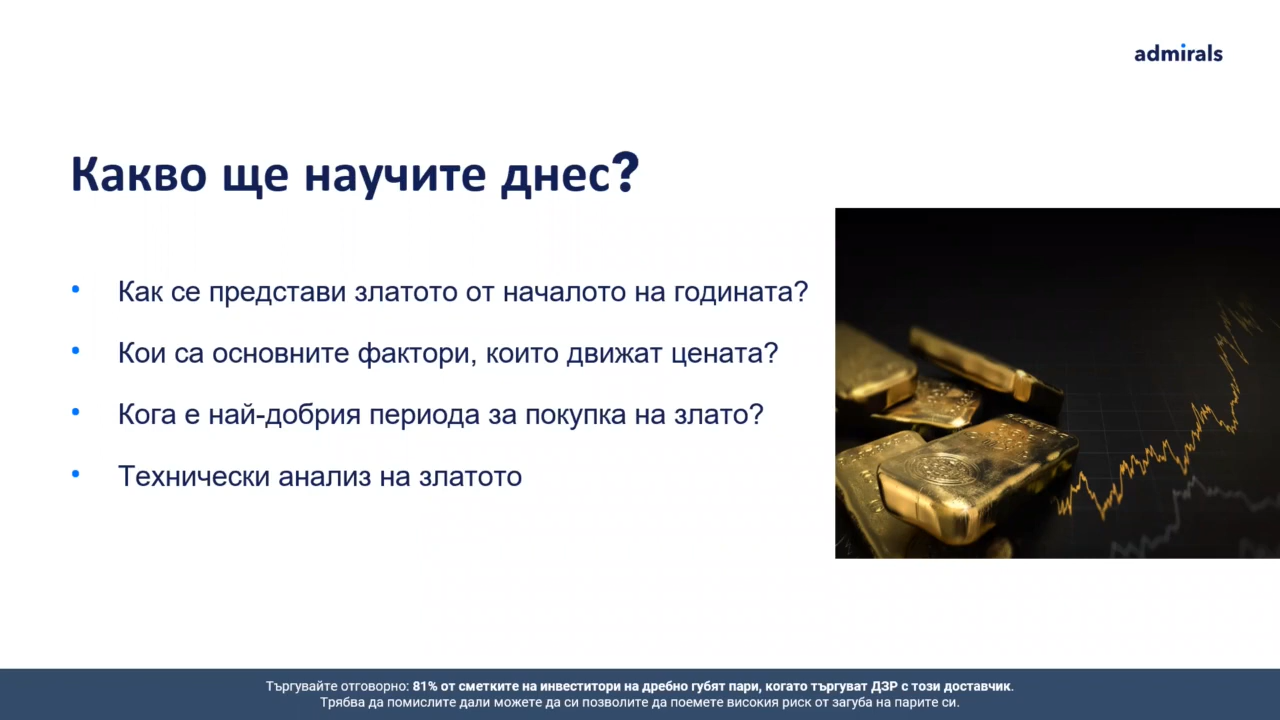 admirals
Какво ще научите днес?
• Как се представи златото от началото на годината?
• Кои са основните фактори, които движат цената?
• Кога е най-добрия периода за покупка на злато?
• Технически анализ на златото
Търгувайте отговорно: 81% от сметките на инвеститори на дребно губят пари, когато търгуват ДЗР с този доставчик.
Трябва да помислите дали можете да си позволите да поемете високия риск от загуба на парите си.